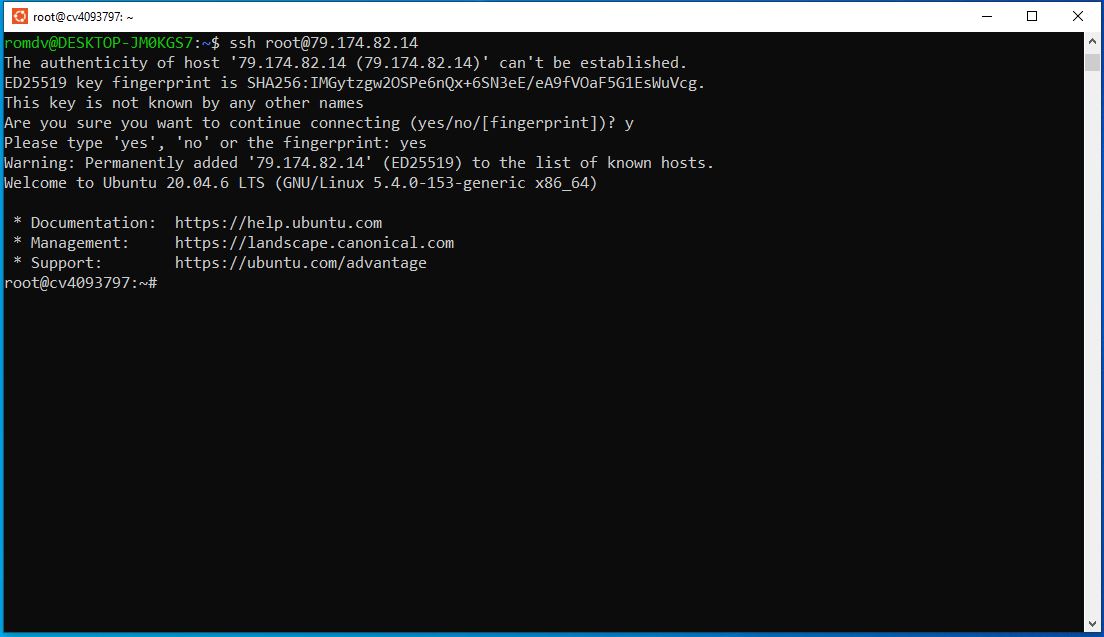 root@cv4093797: ~
romdv@DESKTOP-JM0KGS7:~$ ssh root@79.174.82.14
The authenticity of host '79.174.82.14 (79.174.82.14)' can't be established.
ED25519 key fingerprint is SHA256:IMGytzgw2OSPe6nQx+6SN3eE/eA9fVOaF5G1EsWuVcg.
This key is not known by any other names
Are you sure you want to continue connecting (yes/no/[fingerprint])? y
Please type 'yes', 'no' or the fingerprint: yes
Warning: Permanently added '79.174.82.14' (ED25519) to the list of known hosts.
Welcome to Ubuntu 20.04.6 LTS (GNU/Linux 5.4.0-153-generic x86_64)
* Documentation:  https://help.ubuntu.com
* Management:     https://landscape.canonical.com
* Support:        https://ubuntu.com/advantage
root@cv4093797:~#